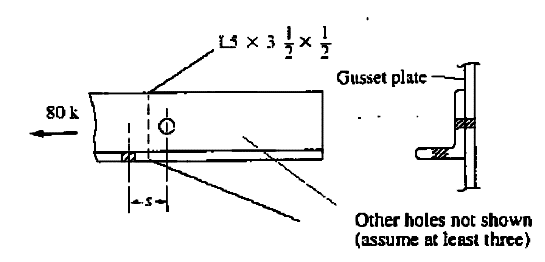 L5 × 3 1/2 × 1/2
Gusset plate
80 k
s
Other holes not shown
(assume at least three)